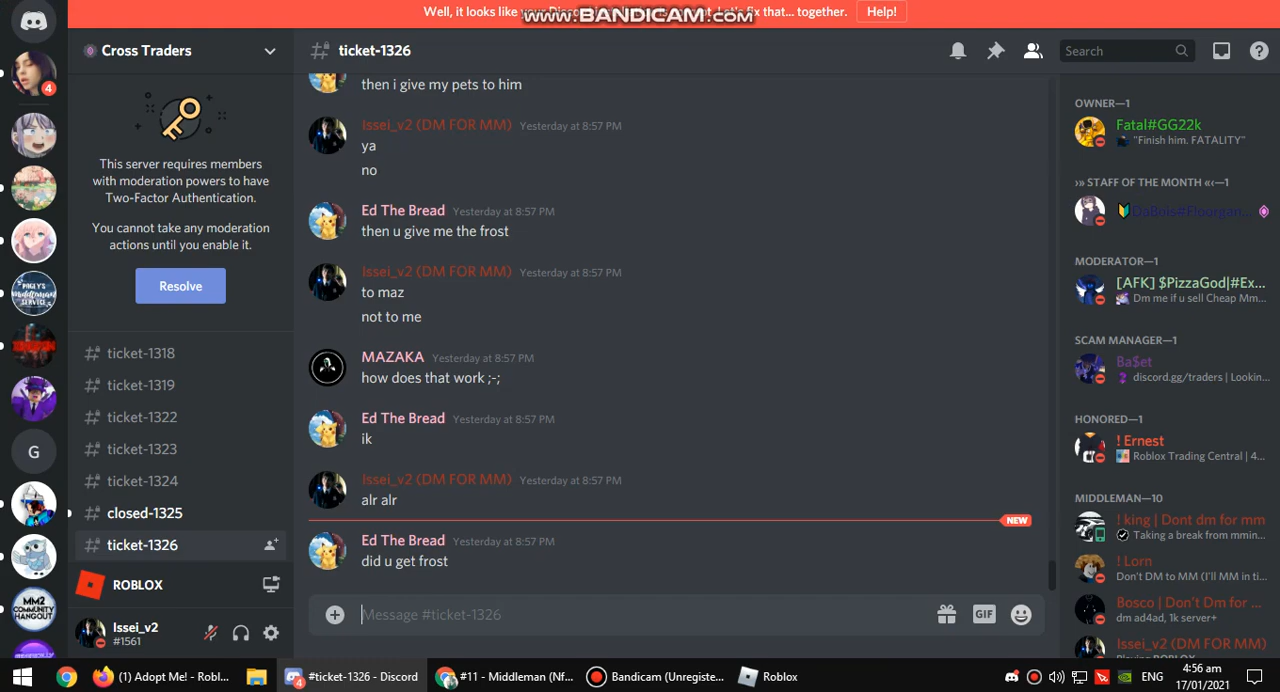 Well, it looks like
together.
Help!
www.BANDICAM.com
Cross Traders
ticket-1326
Search
This server requires members
with moderation powers to have
Two-Factor Authentication.
You cannot take any moderation
actions until you enable it.
Resolve
ticket-1318
ticket-1319
ticket-1322
ticket-1323
ticket-1324
closed-1325
ticket-1326
ROBLOX
Issei_v2
#1561
4
G
PAGLY'S
MM2
COMMUNITY
HANGOUT
then i give my pets to him
Issei_v2 (DM FOR MM) Yesterday at 8:57 PM
ya
no
Ed The Bread Yesterday at 8:57 PM
then u give me the frost
Issei_v2 (DM FOR MM) Yesterday at 8:57 PM
to maz
not to me
MAZAKA Yesterday at 8:57 PM
how does that work ;-;
Ed The Bread Yesterday at 8:57 PM
ik
Issei_v2 (DM FOR MM) Yesterday at 8:57 PM
alr alr
NEW
Ed The Bread Yesterday at 8:57 PM
did u get frost
Message #ticket-1326
GIF
OWNER—1
Fatal#GG22k
"Finish him. FATALITY"
›» STAFF OF THE MONTH «‹—1
MODERATOR—1
[AFK] $PizzaGod|#Ex...
Dm me if u sell Cheap Mm...
SCAM MANAGER—1
Ba$et
discord.gg/traders | Lookin...
HONORED—1
! Ernest
Roblox Trading Central | 4...
MIDDLEMAN—10
! king | Dont dm for mm
Taking a break from mmin...
! Lorn
Don't DM to MM (I'll MM in ti...
Bosco | Don't Dm for ...
dm ad4ad, 1k server+
Issei_v2 (DM FOR MM)
(1) Adopt Me! - Robl...
4
#ticket-1326 - Discord
#11 - Middleman (Nf...
Bandicam (Unregiste...
Roblox
ENG
4:56 am
17/01/2021